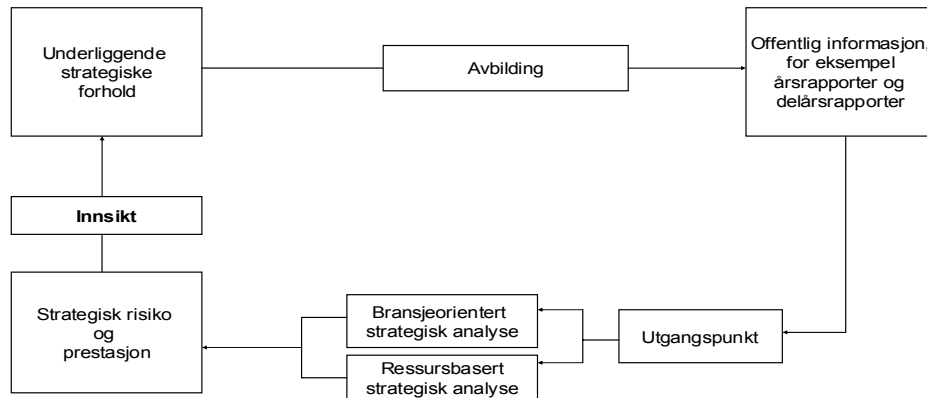 Underliggende
strategiske
forhold
Avbilding
Offentlig informasjon,
for eksempel
årsrapporter og
delårsrapporter
Innsikt
Strategisk risiko
og
prestasjon
Bransjeorientert
strategisk analyse
Ressursbasert
strategisk analyse
Utgangspunkt